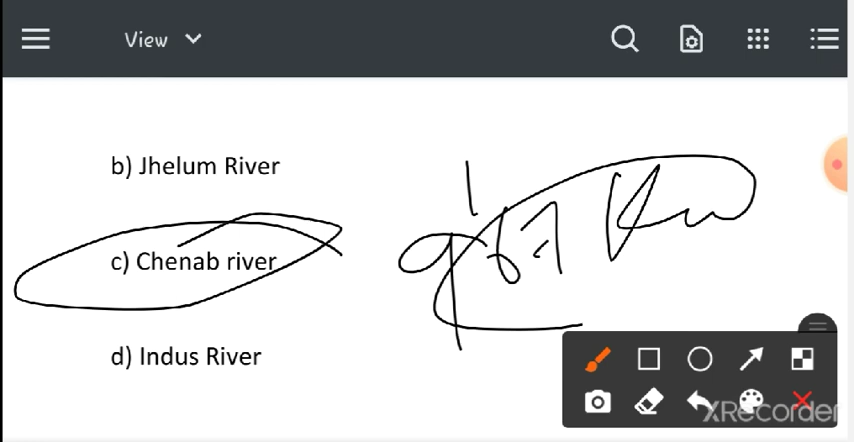 View
b) Jhelum River
c) Chenab river
d) Indus River
XRecorder